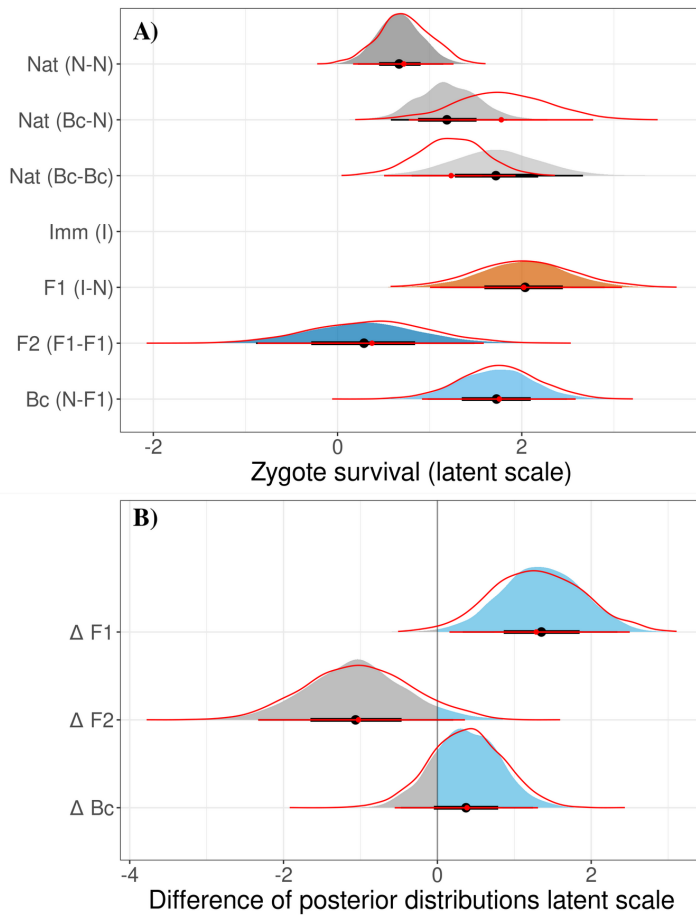 A)
Nat (N-N)
Nat (Bc-N)
Nat (Bc-Bc)
Imm (I)
F1 (I-N)
F2 (F1-F1)
Bc (N-F1)
-2 0 2
Zygote survival (latent scale)
B)
Δ F1
Δ F2
Δ Bc
-4 -2 0 2
Difference of posterior distributions latent scale